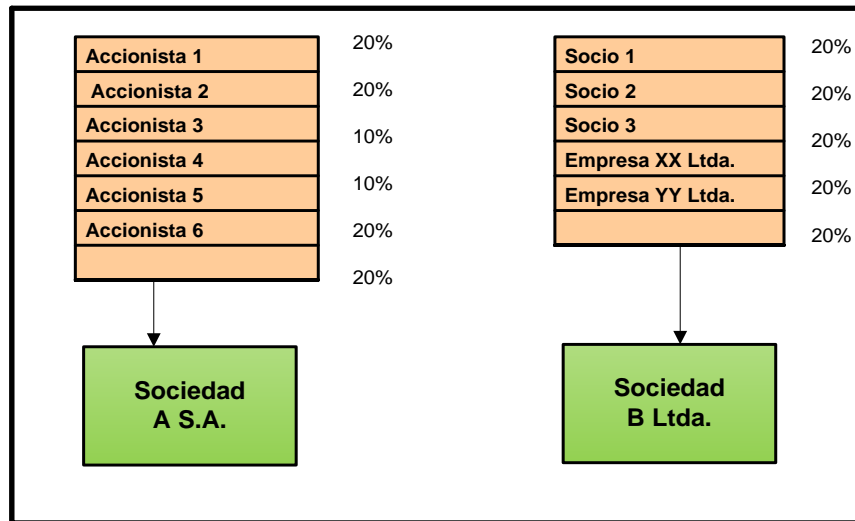 Accionista 1 20%
Accionista 2 20%
Accionista 3 10%
Accionista 4 10%
Accionista 5 20%
Accionista 6 20%
Sociedad
A S.A.
Socio 1 20%
Socio 2 20%
Socio 3 20%
Empresa XX Ltda. 20%
Empresa YY Ltda. 20%
Sociedad
B Ltda.